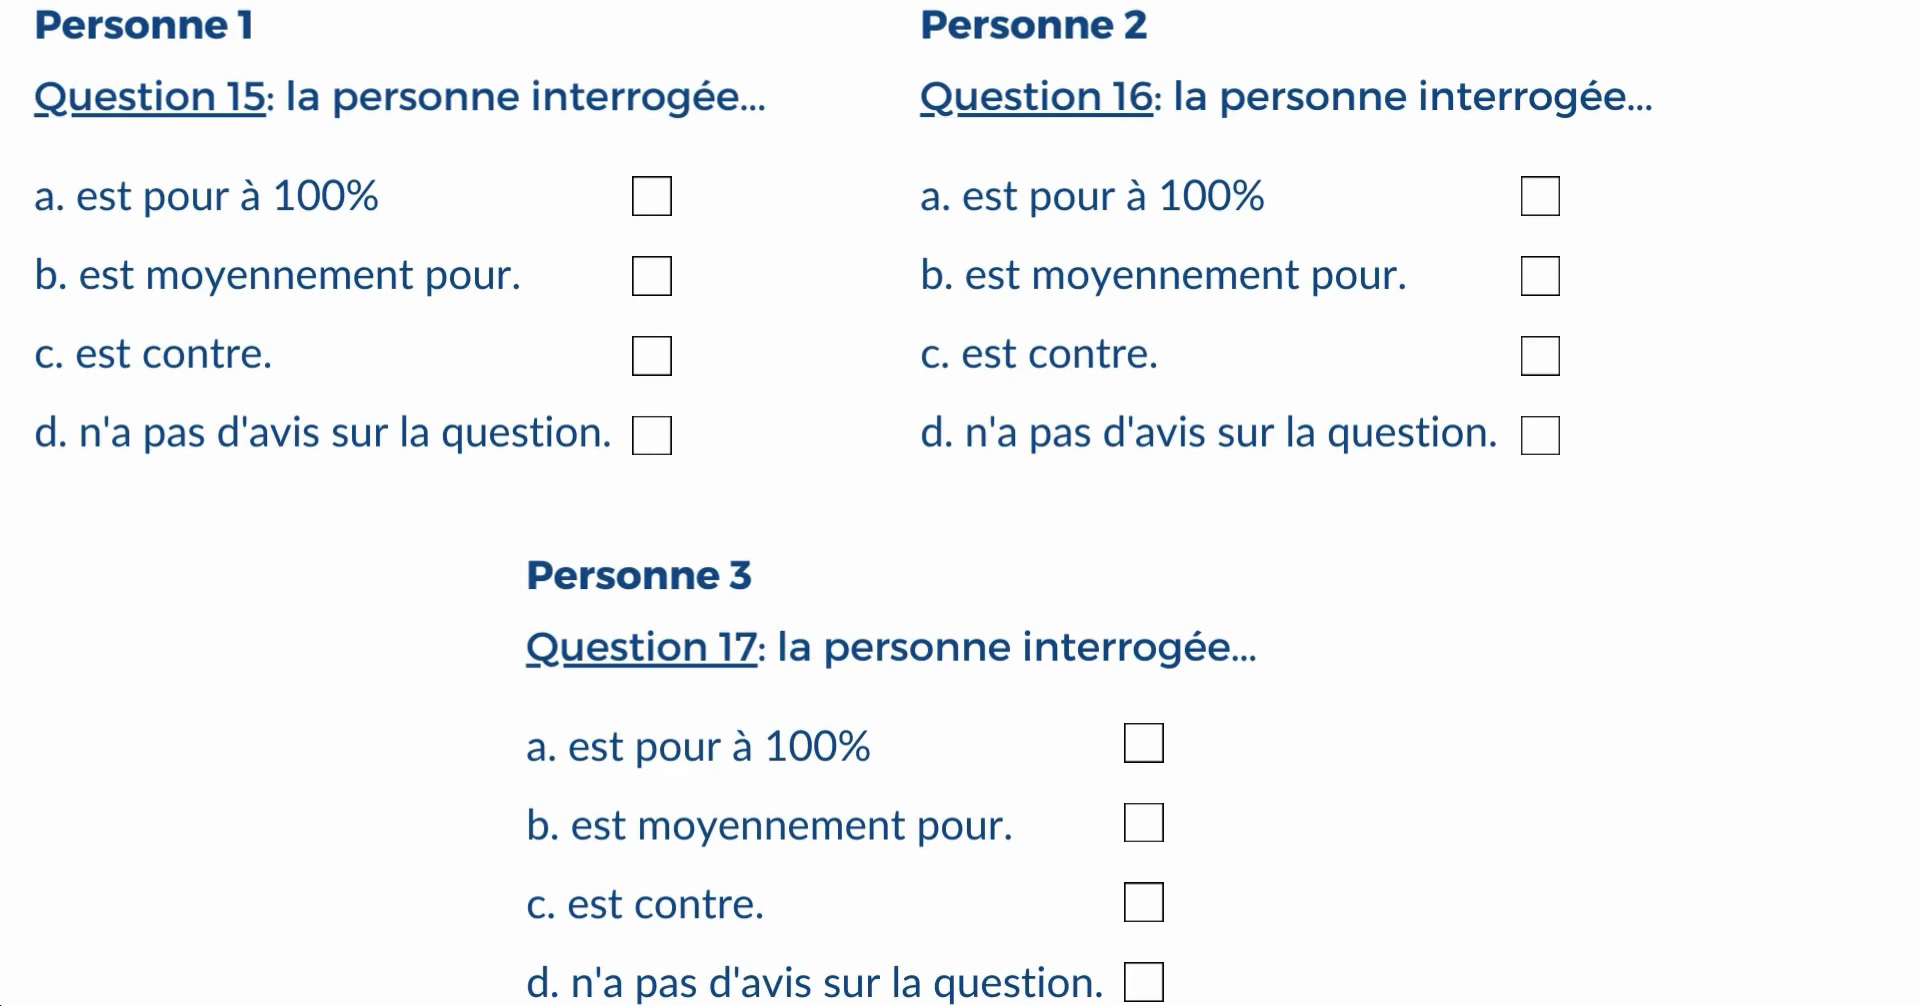 Personne 1
Question 15: la personne interrogée...
a. est pour à 100%
b. est moyennement pour.
c. est contre.
d. n'a pas d'avis sur la question.
Personne 2
Question 16: la personne interrogée...
a. est pour à 100%
b. est moyennement pour.
c. est contre.
d. n'a pas d'avis sur la question.
Personne 3
Question 17: la personne interrogée...
a. est pour à 100%
b. est moyennement pour.
c. est contre.
d. n'a pas d'avis sur la question.